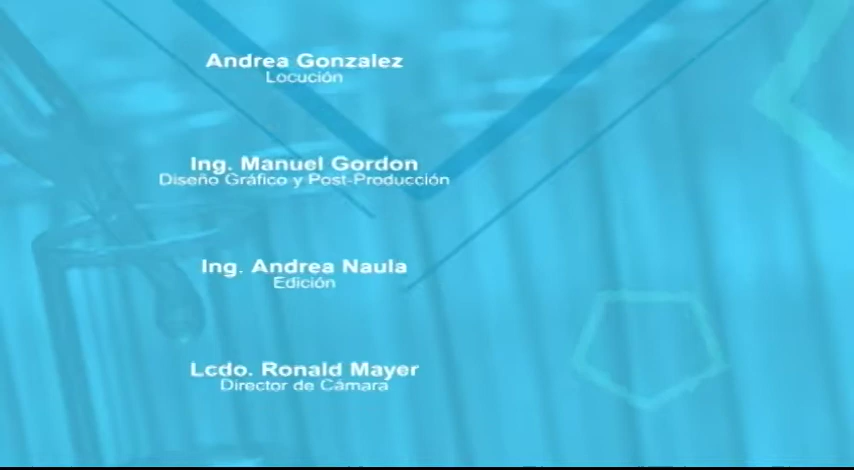 Andrea Gonzalez
Locución
Ing. Manuel Gordon
Diseño Gráfico y Post-Producción
Ing. Andrea Naula
Edición
Lcdo. Ronald Mayer
Director de Cámara